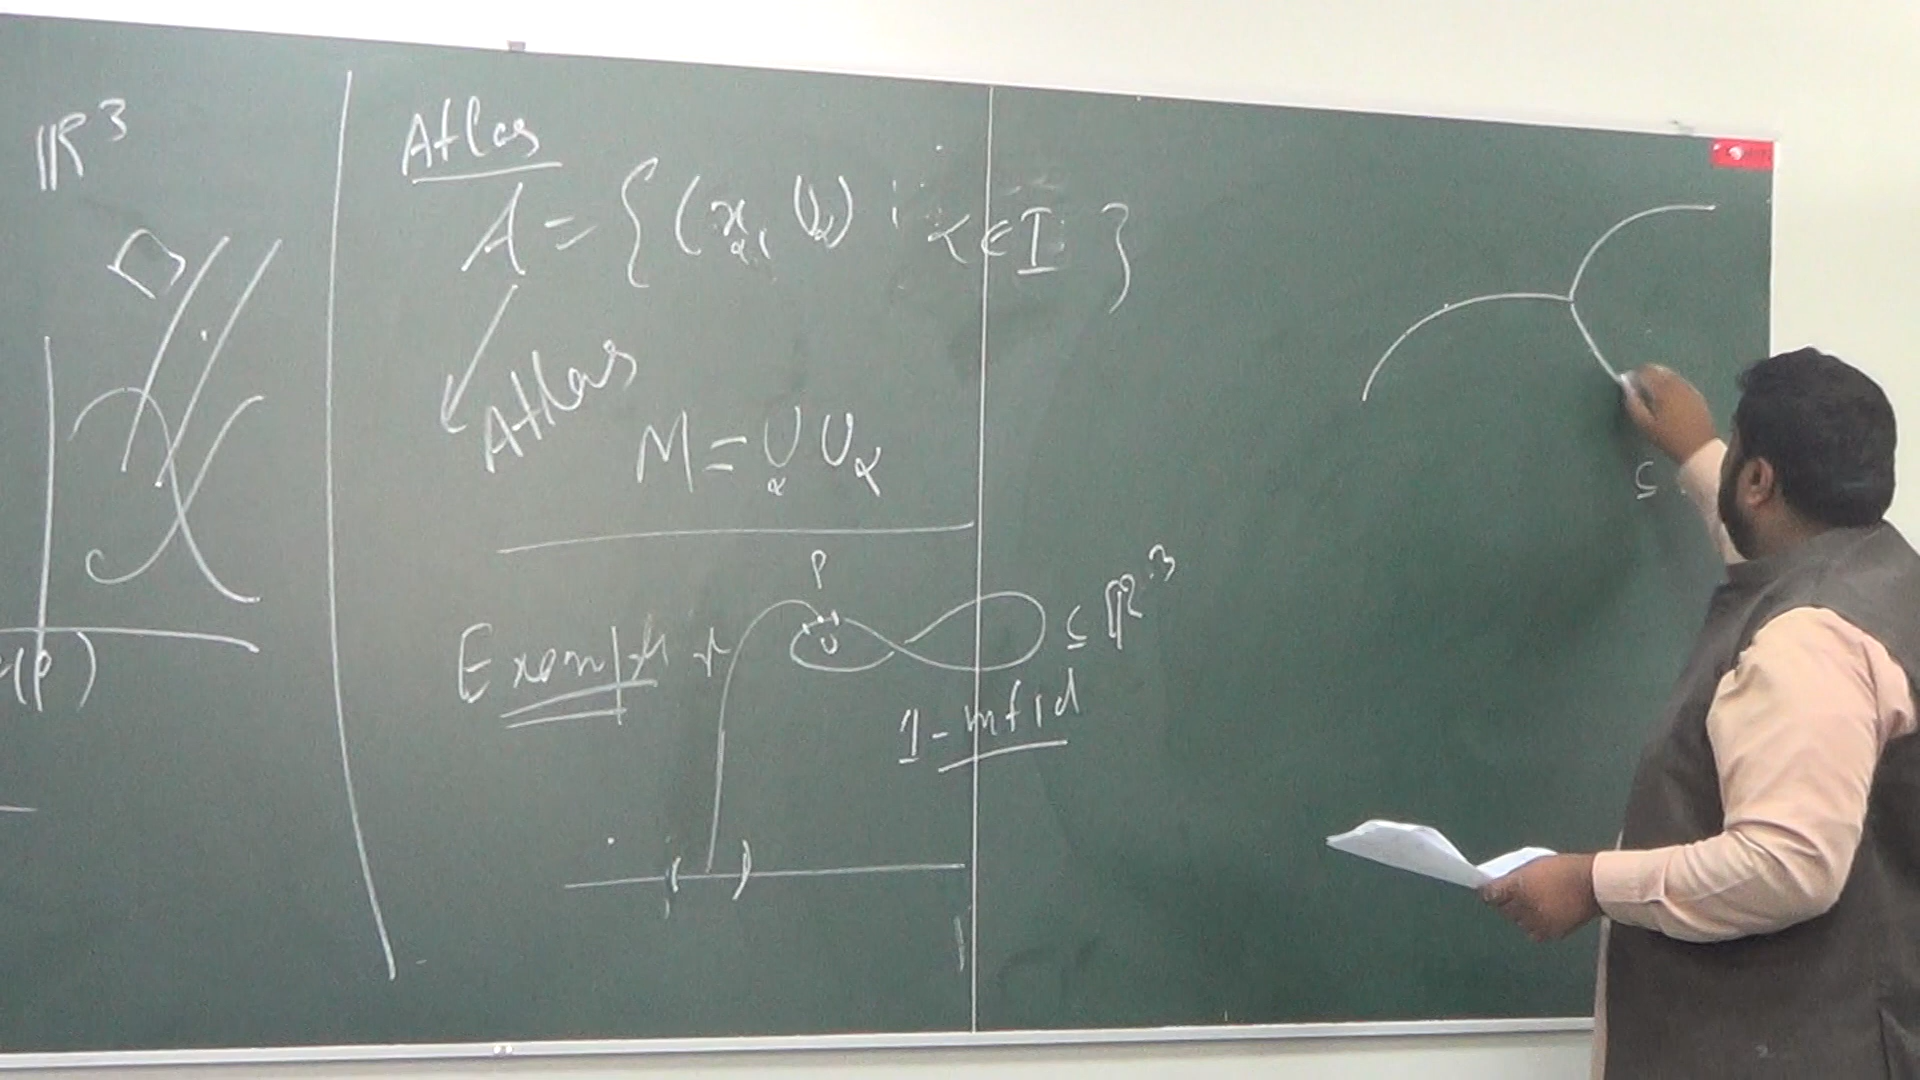 ℝ³
Atlas
A = { (x_α, U_α) : α ∈ I }
Atlas
M = ∪_α U_α
P
U
Example
⊆ ℝ³
1-mfld
(p)
⊆